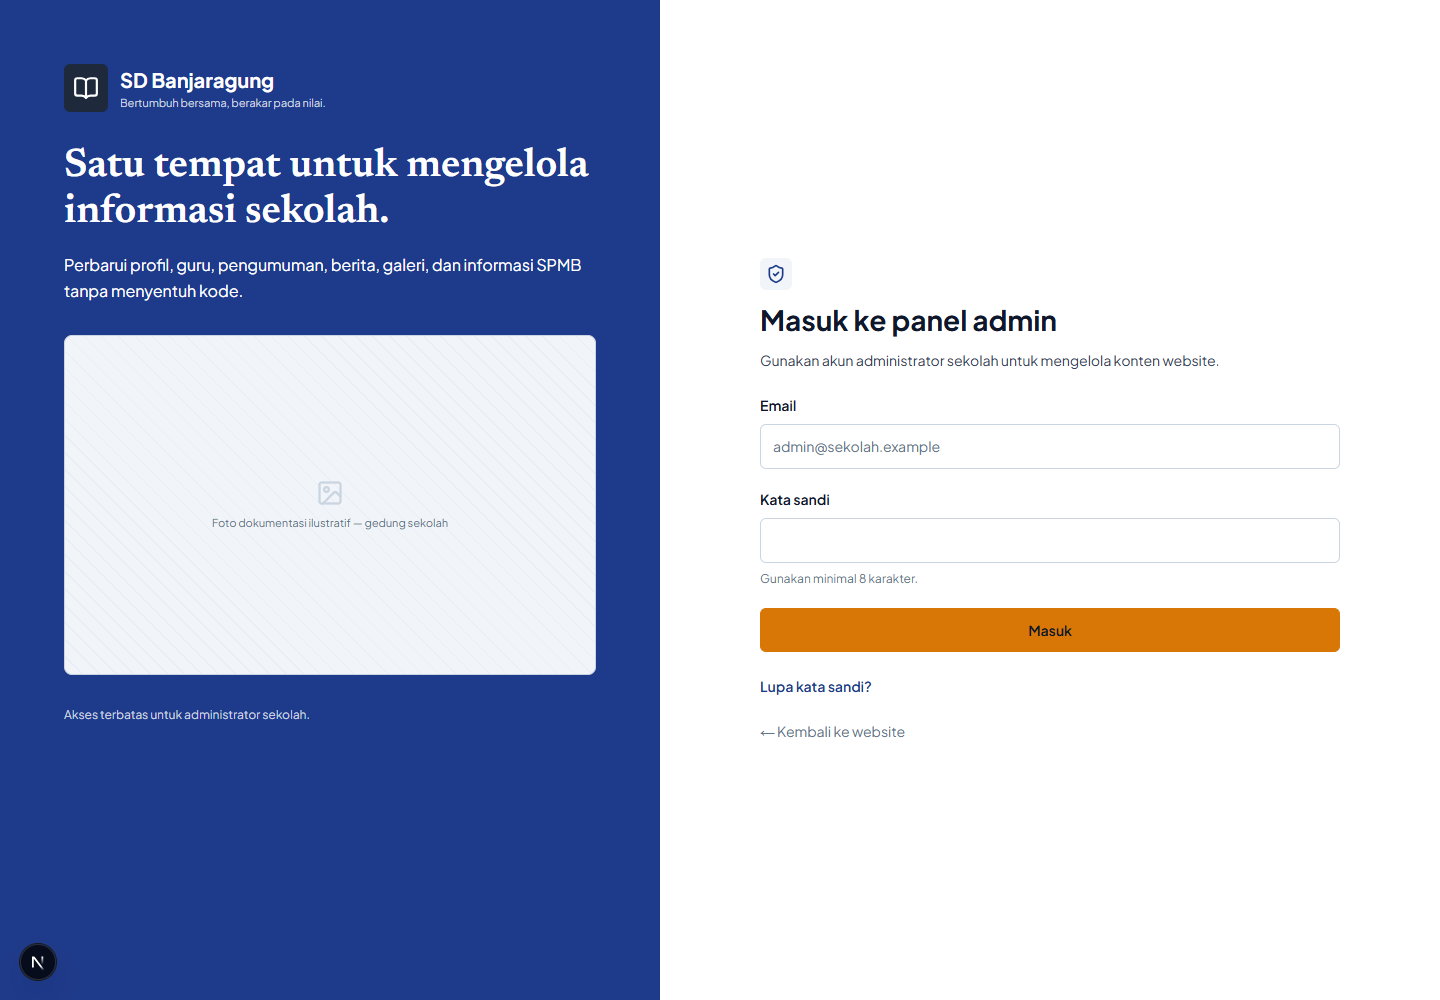 SD Banjaragung
Bertumbuh bersama, berakar pada nilai.
Satu tempat untuk mengelola
informasi sekolah.
Perbarui profil, guru, pengumuman, berita, galeri, dan informasi SPMB
tanpa menyentuh kode.
Foto dokumentasi ilustratif — gedung sekolah
Akses terbatas untuk administrator sekolah.
N
Masuk ke panel admin
Gunakan akun administrator sekolah untuk mengelola konten website.
Email
admin@sekolah.example
Kata sandi
Gunakan minimal 8 karakter.
Masuk
Lupa kata sandi?
← Kembali ke website